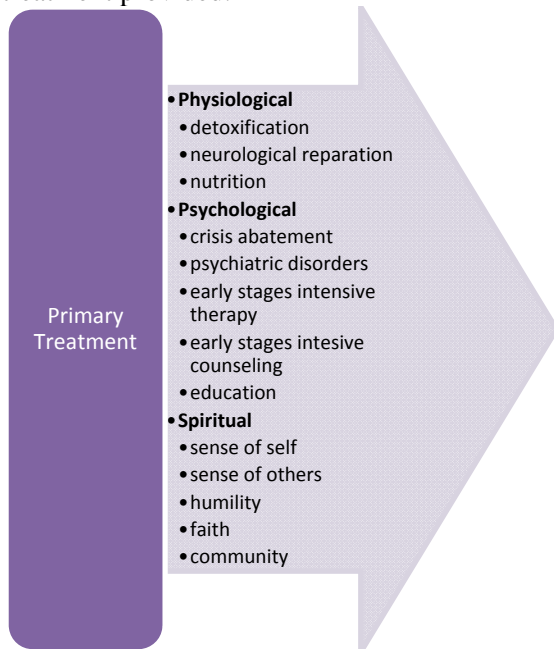 provided.
Primary
Treatment
•Physiological
•detoxification
•neurological reparation
•nutrition
•Psychological
•crisis abatement
•psychiatric disorders
•early stages intensive
therapy
•early stages intesive
counseling
•education
•Spiritual
•sense of self
•sense of others
•humility
•faith
•community